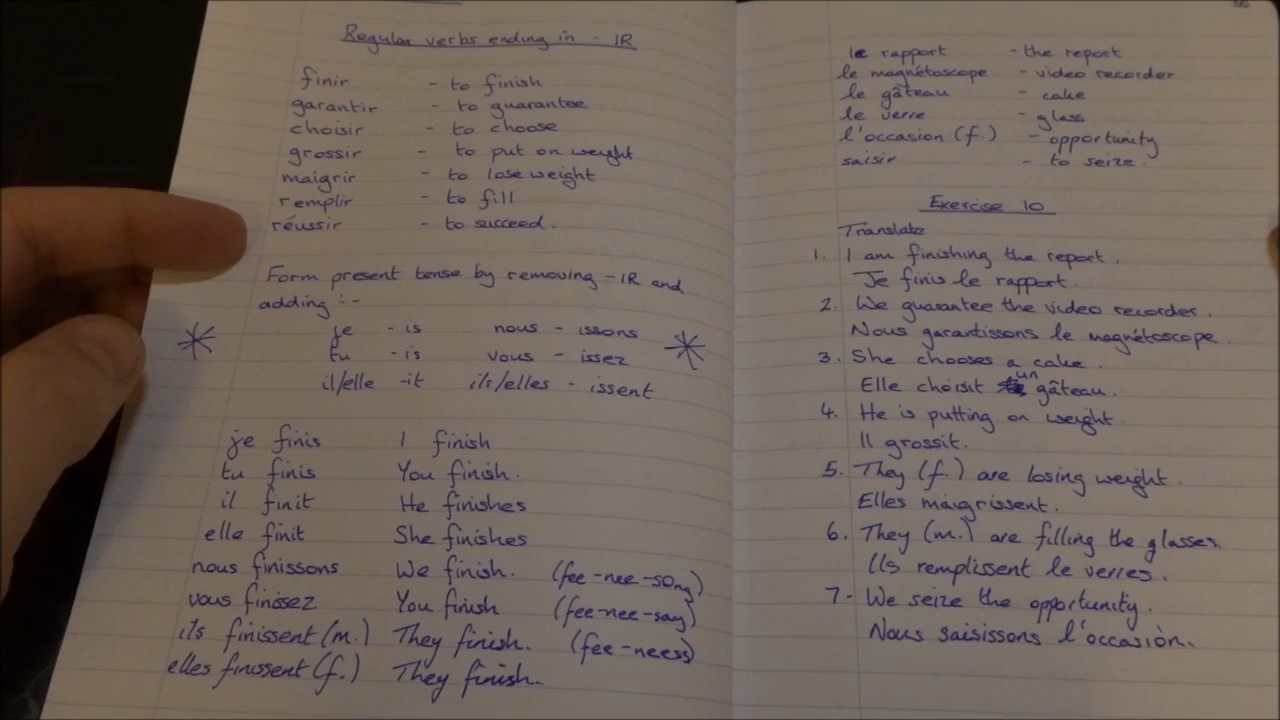 Regular verbs ending in - IR
finir - to finish
garantir - to guarantee
choisir - to choose
grossir - to put on weight
maigrir - to lose weight
remplir - to fill
réussir - to succeed.
Form present tense by removing -IR and
adding :-
je - is nous - issons
tu - is vous - issez
il/elle -it ils/elles - issent
je finis I finish
tu finis You finish.
il finit He finishes
elle finit She finishes
nous finissons We finish. (fee-nee-song)
vous finissez You finish (fee-nee-say)
ils finissent (m.) They finish. (fee-neess)
elles finissent (f.) They finish.
le rapport - the report
le magnétoscope - video recorder
le gâteau - cake
le verre - glass
l'occasion (f.) - opportunity
saisir - to seize.
Exercise 10
Translate
1. I am finishing the report.
Je finis le rapport.
2. We guarantee the video recorder.
Nous garantissons le magnétoscope.
3. She chooses a cake.
Elle choisit un gâteau.
4. He is putting on weight.
Il grossit.
5. They (f.) are losing weight.
Elles maigrissent.
6. They (m.) are filling the glasses.
Ils remplissent le verres.
7- We seize the opportunity.
Nous saisissons l'occasion.